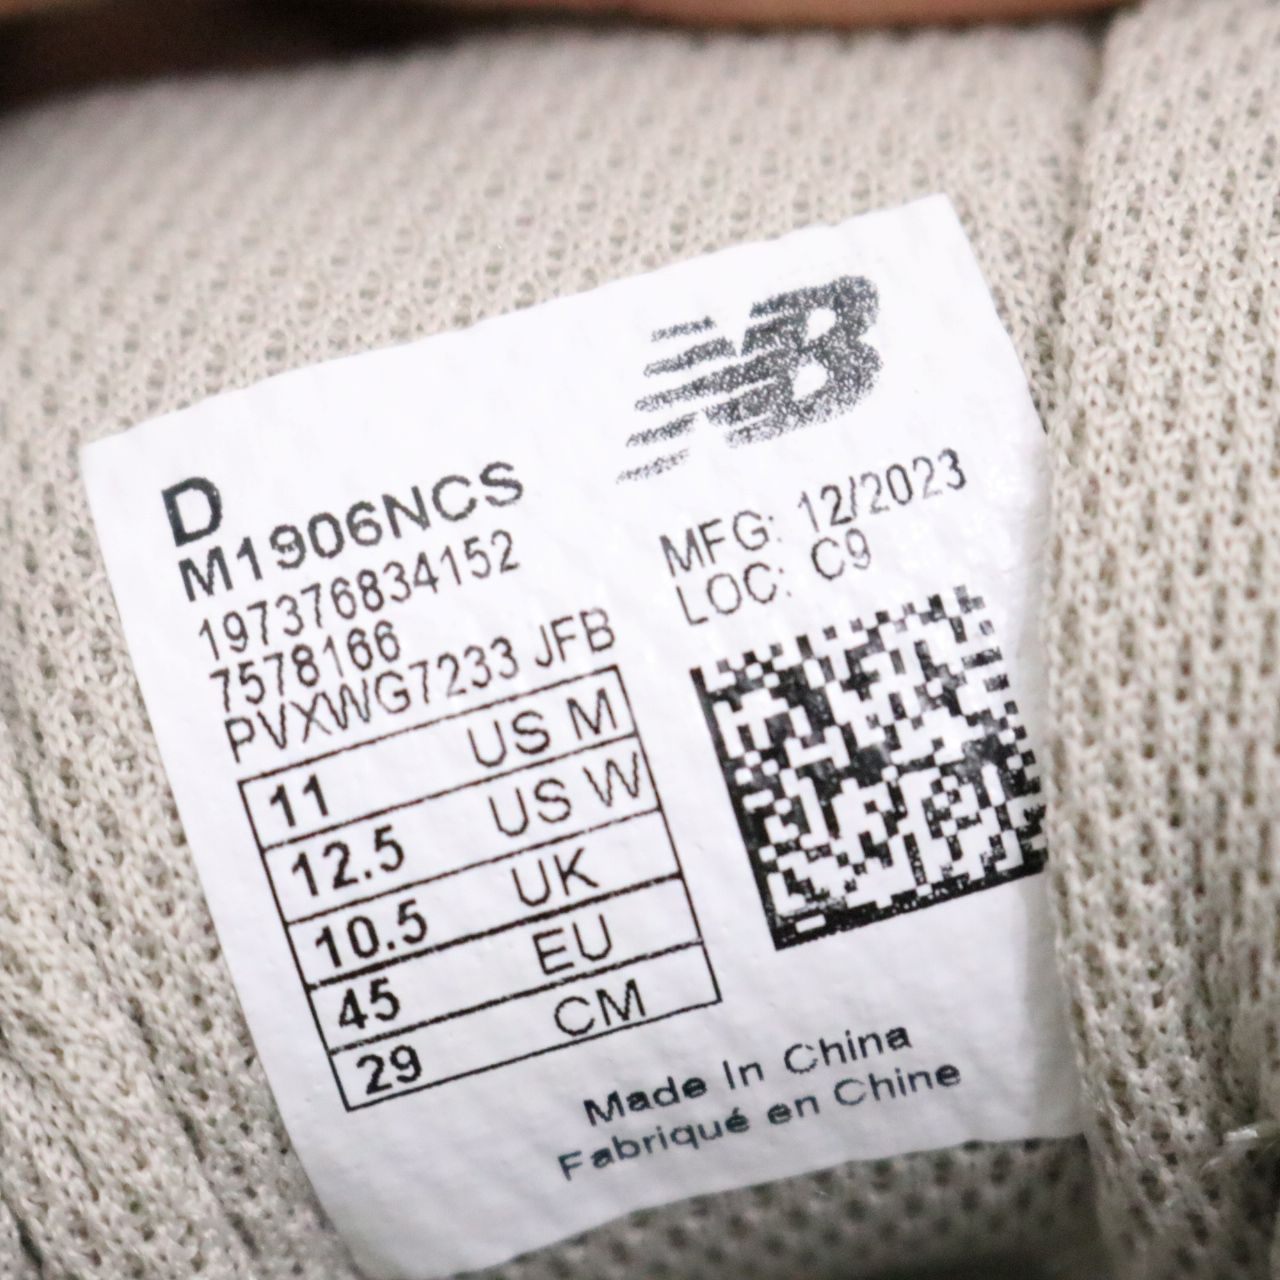 NB
D
M1906NCS
197376834152
7578166
PVXWG7233 JFB
11 US M
12.5 US W
10.5 UK
45 EU
29 CM
MFG: 12/2023
LOC: C9
Made In China
Fabriqué en Chine